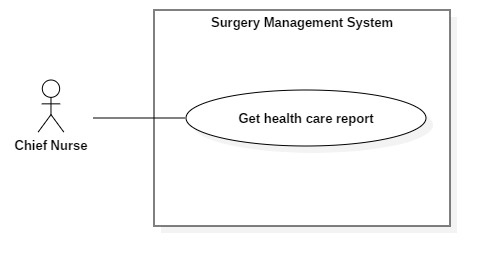 Surgery Management System
Get health care report
Chief Nurse